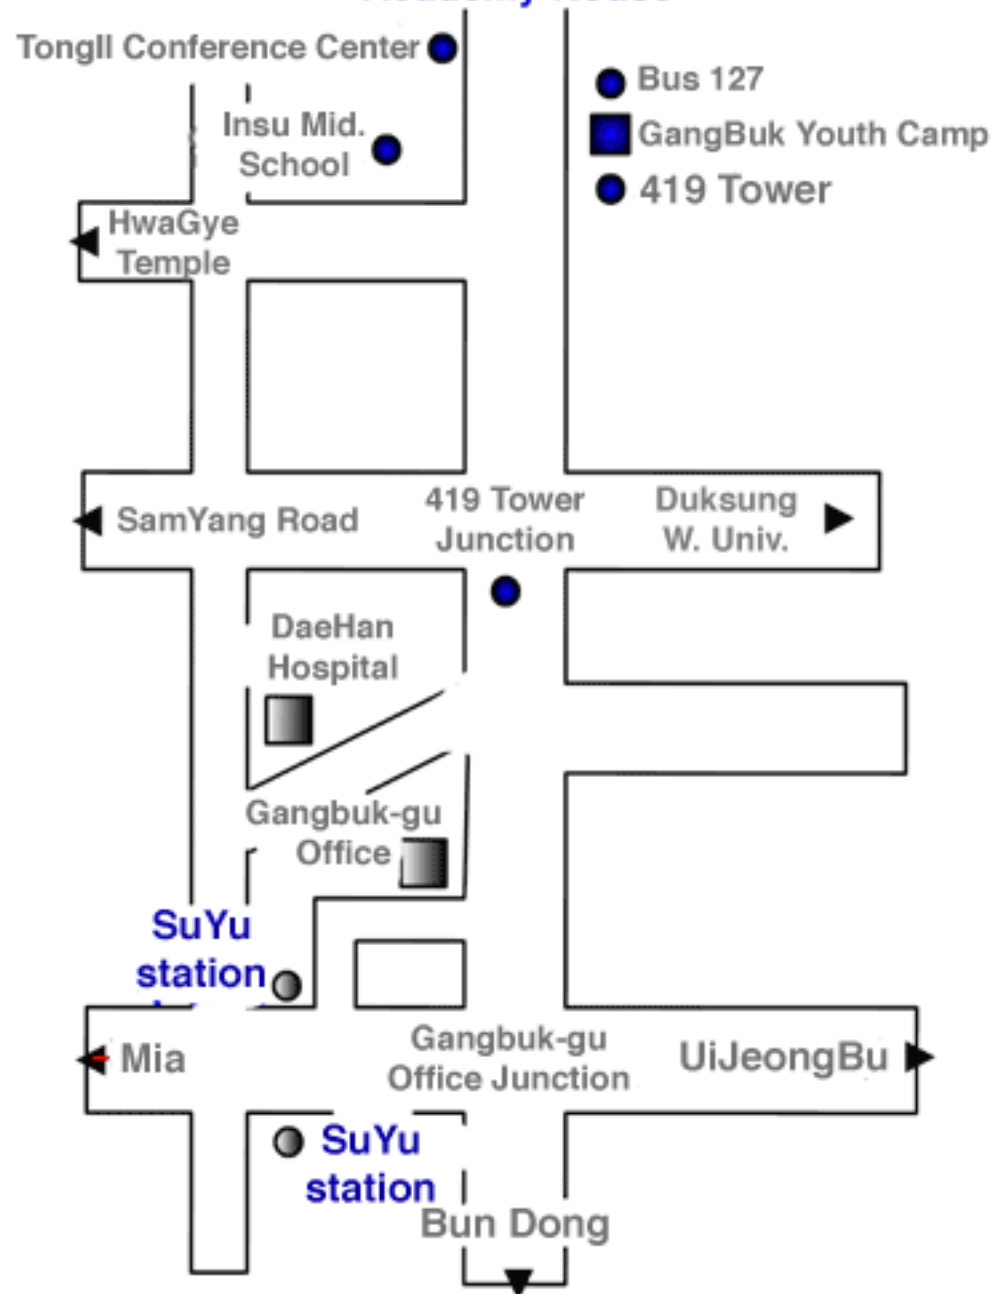 Academy House
TongIl Conference Center
Bus 127
Insu Mid.
School
GangBuk Youth Camp
419 Tower
HwaGye
Temple
SamYang Road
419 Tower
Junction
Duksung
W. Univ.
DaeHan
Hospital
Gangbuk-gu
Office
SuYu
station
Mia
Gangbuk-gu
Office Junction
UiJeongBu
SuYu
station
Bun Dong